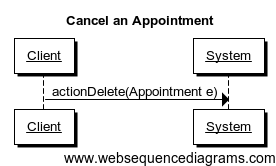 Cancel an Appointment
Client System
actionDelete(Appointment e)
Client System
www.websequencediagrams.com